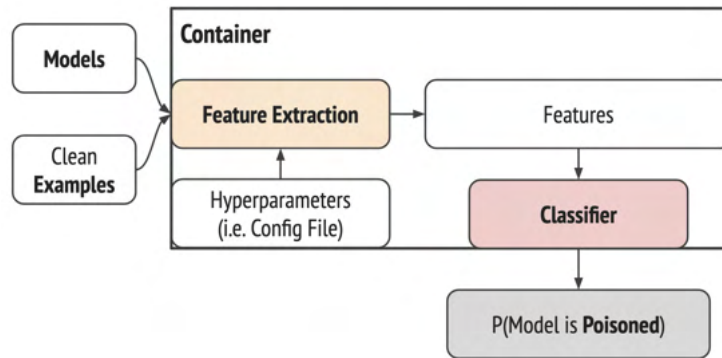 Container
Models
Feature Extraction
Features
Clean
Examples
Hyperparameters
(i.e. Config File)
Classifier
P(Model is Poisoned)